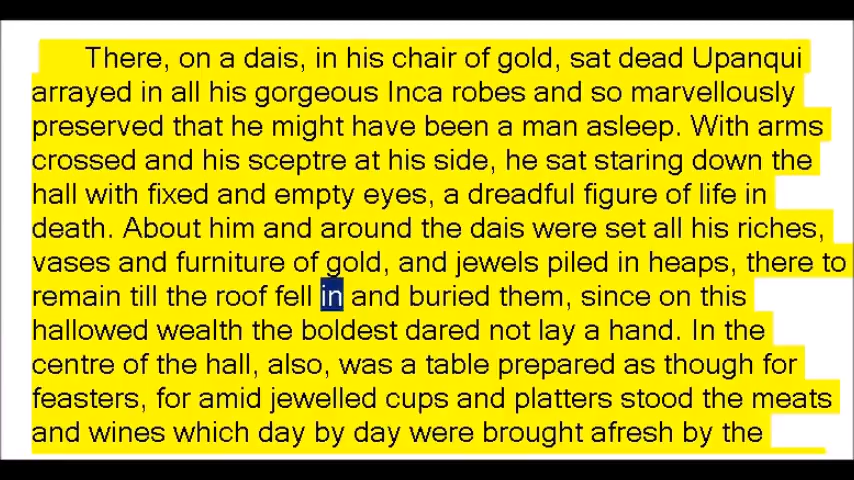 There, on a dais, in his chair of gold, sat dead Upanqui
arrayed in all his gorgeous Inca robes and so marvellously
preserved that he might have been a man asleep. With arms
crossed and his sceptre at his side, he sat staring down the
hall with fixed and empty eyes, a dreadful figure of life in
death. About him and around the dais were set all his riches,
vases and furniture of gold, and jewels piled in heaps, there to
remain till the roof fell in and buried them, since on this
hallowed wealth the boldest dared not lay a hand. In the
centre of the hall, also, was a table prepared as though for
feasters, for amid jewelled cups and platters stood the meats
and wines which day by day were brought afresh by the